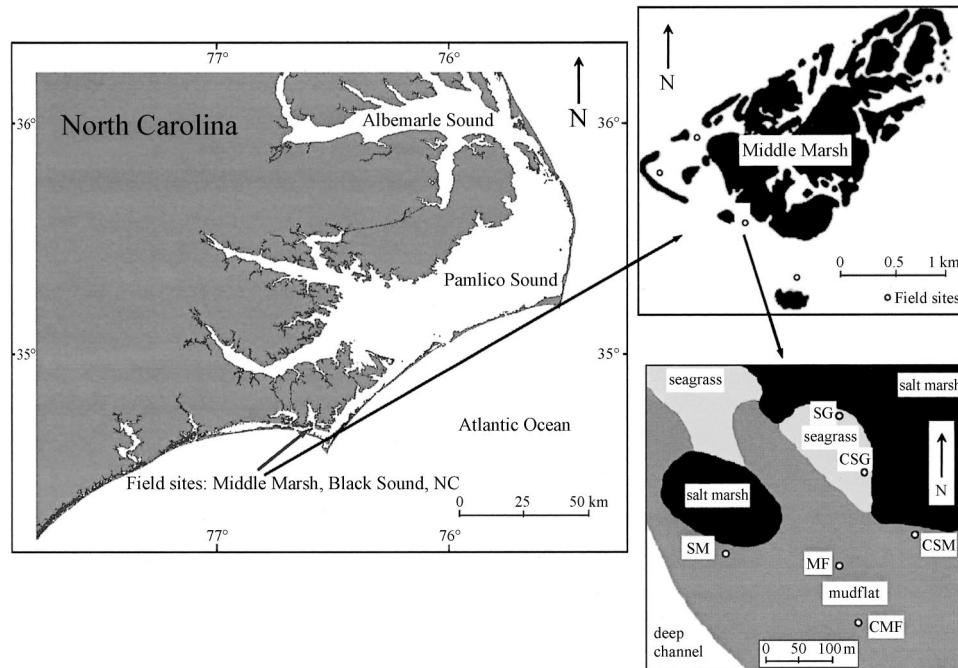 77°
76°
N
36°
North Carolina
Albemarle Sound
Pamlico Sound
35°
Atlantic Ocean
Field sites: Middle Marsh, Black Sound, NC
0 25 50 km
77°
76°
36°
35°
N
Middle Marsh
0 0.5 1 km
Field sites
seagrass
salt marsh
SG
seagrass
CSG
N
salt marsh
SM
CSM
MF
mudflat
CMF
deep
channel
0 50 100 m